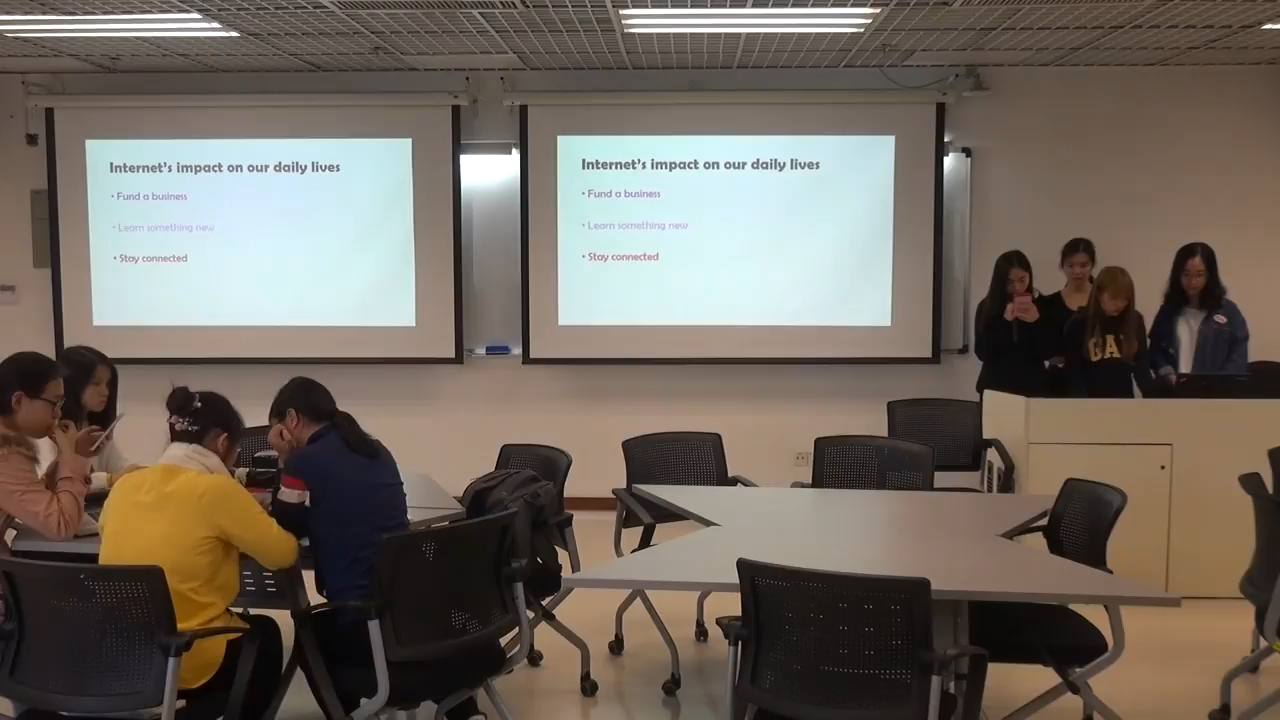 Internet's impact on our daily lives
• Fund a business
• Learn something new
• Stay connected
Internet's impact on our daily lives
• Fund a business
• Learn something new
• Stay connected
GA